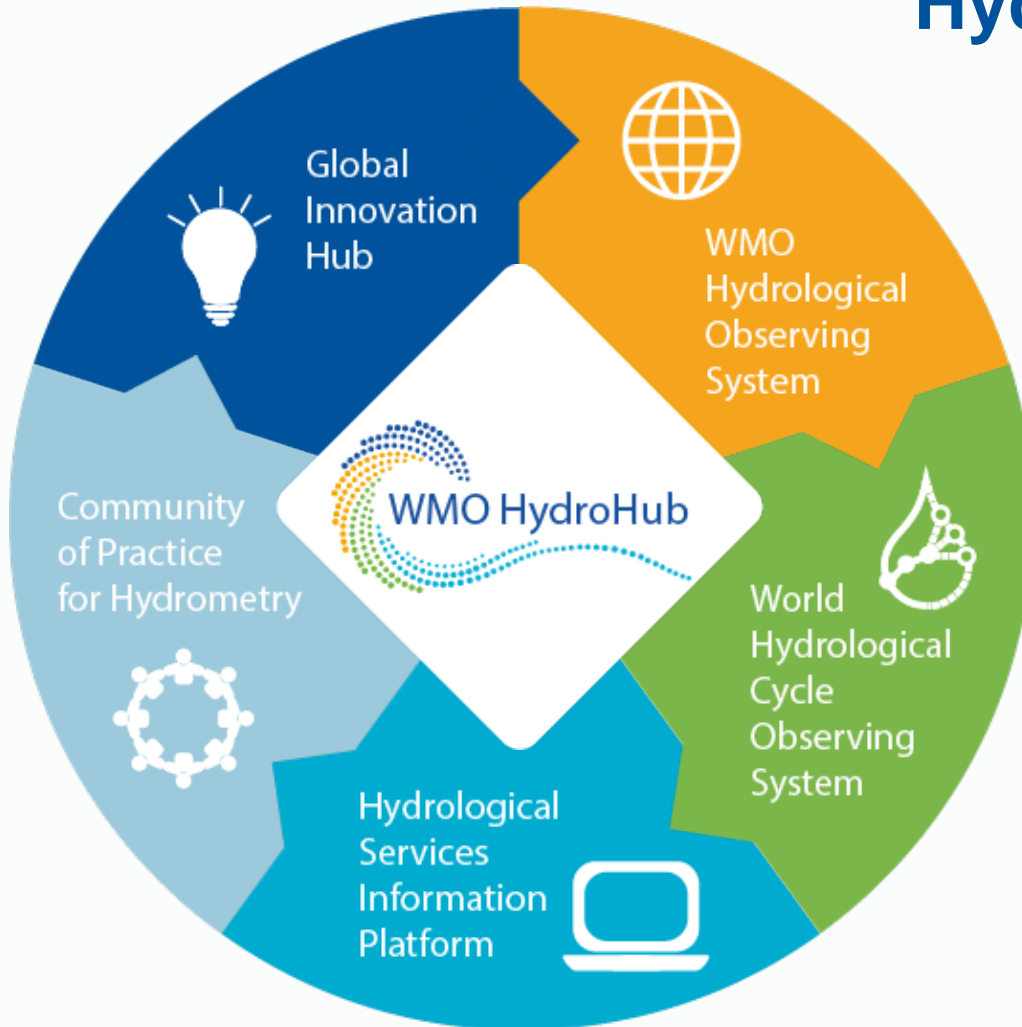 Hyd
Global
Innovation
Hub
WMO
Hydrological
Observing
System
Community
of Practice
for Hydrometry
WMO HydroHub
World
Hydrological
Cycle
Observing
System
Hydrological
Services
Information
Platform